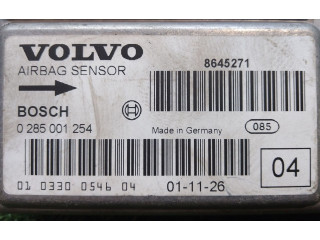 VOLVO
AIRBAG SENSOR
8645271
BOSCH
0 285 001 254
Made in Germany
085
04
01 0330 0546 04
01-11-26